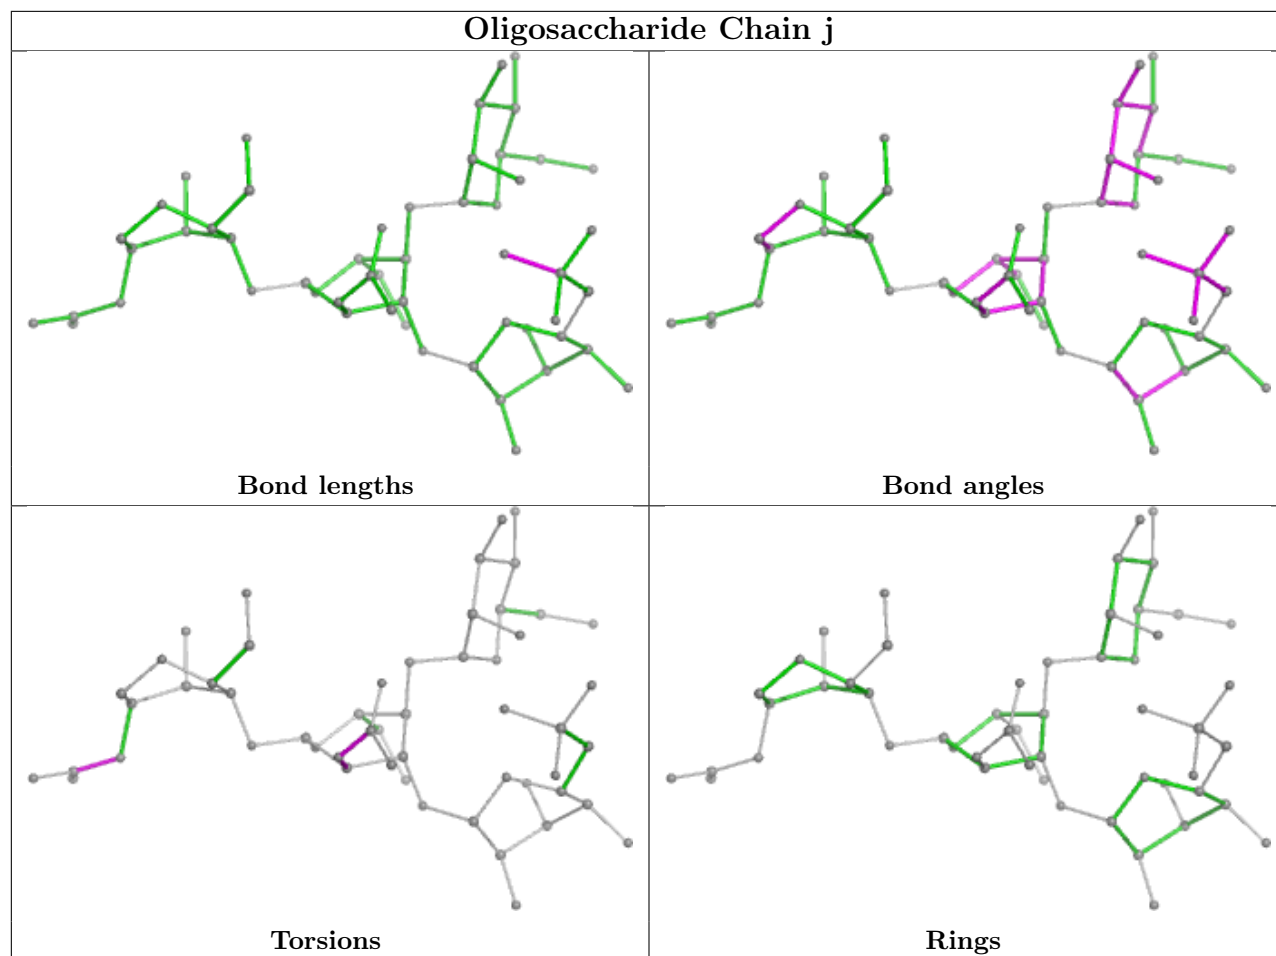 Oligosaccharide Chain j
Bond lengths
Bond angles
Torsions
Rings